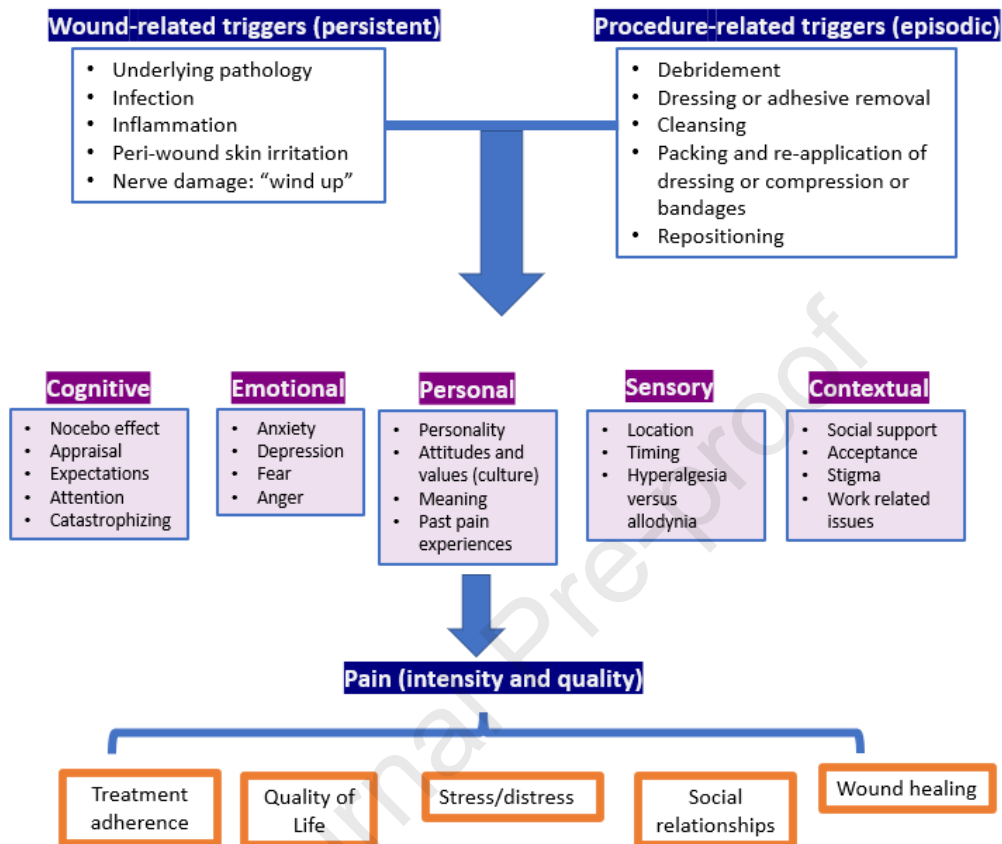 Wound-related triggers (persistent)
• Underlying pathology
• Infection
• Inflammation
• Peri-wound skin irritation
• Nerve damage: “wind up”
Procedure-related triggers (episodic)
• Debridement
• Dressing or adhesive removal
• Cleansing
• Packing and re-application of
dressing or compression or
bandages
• Repositioning
Cognitive
• Nocebo effect
• Appraisal
• Expectations
• Attention
• Catastrophizing
Emotional
• Anxiety
• Depression
• Fear
• Anger
Personal
• Personality
• Attitudes and
values (culture)
• Meaning
• Past pain
experiences
Sensory
• Location
• Timing
• Hyperalgesia
versus
allodynia
Contextual
• Social support
• Acceptance
• Stigma
• Work related
issues
Pain (intensity and quality)
Treatment
adherence
Quality of
Life
Stress/distress
Social
relationships
Wound healing
rnal Pre-proof